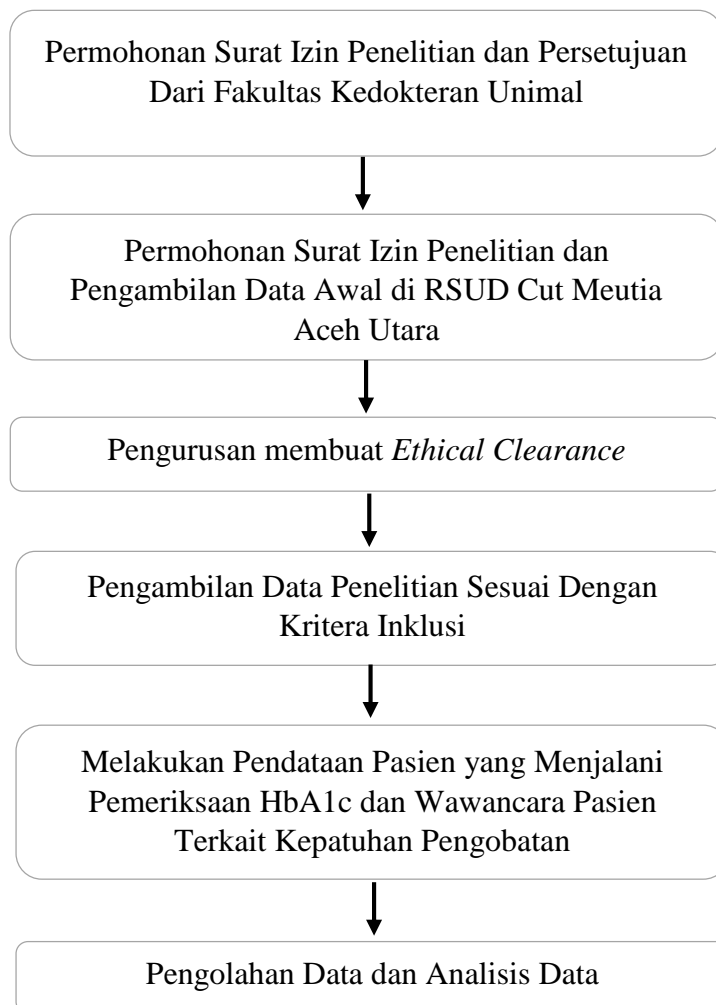 Permohonan Surat Izin Penelitian dan Persetujuan
Dari Fakultas Kedokteran Unimal
Permohonan Surat Izin Penelitian dan
Pengambilan Data Awal di RSUD Cut Meutia
Aceh Utara
Pengurusan membuat Ethical Clearance
Pengambilan Data Penelitian Sesuai Dengan
Kritera Inklusi
Melakukan Pendataan Pasien yang Menjalani
Pemeriksaan HbA1c dan Wawancara Pasien
Terkait Kepatuhan Pengobatan
Pengolahan Data dan Analisis Data